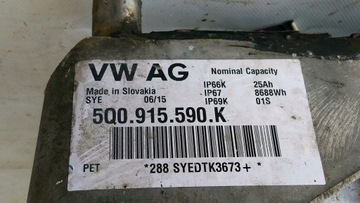 VW AG Nominal Capacity
IP66K 25Ah
Made in Slovakia IP67 8688Wh
SYE 06/15 IP69K 01S
5Q0.915.590.K
PET *288 SYEDTK3673+ *